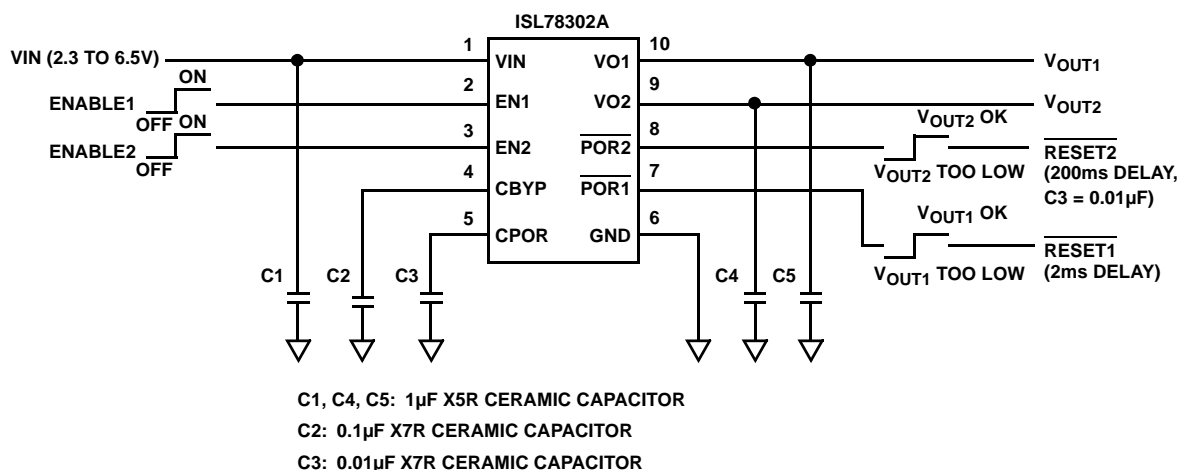 ISL78302A
VIN (2.3 TO 6.5V)
1
VIN
VO1
10
VOUT1
ON
ENABLE1
OFF
2
EN1
VO2
9
VOUT2
ON
ENABLE2
OFF
3
EN2
POR2
8
VOUT2 OK
VOUT2 TOO LOW
RESET2
(200ms DELAY,
C3 = 0.01µF)
4
CBYP
POR1
7
5
CPOR
GND
6
VOUT1 OK
VOUT1 TOO LOW
RESET1
(2ms DELAY)
C1
C2
C3
C4
C5
C1, C4, C5: 1µF X5R CERAMIC CAPACITOR
C2: 0.1µF X7R CERAMIC CAPACITOR
C3: 0.01µF X7R CERAMIC CAPACITOR